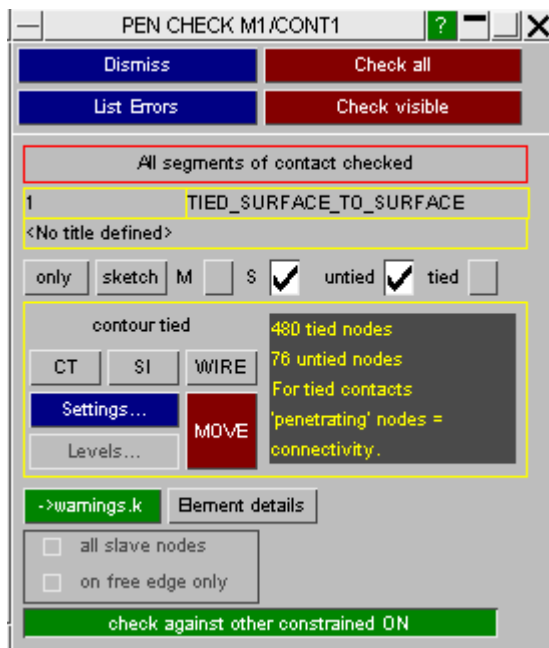 PEN CHECK M1/CONT1 ?
Dismiss Check all
List Errors Check visible
All segments of contact checked
1 TIED_SURFACE_TO_SURFACE
<No title defined>
only sketch M S untied tied
contour tied
CT SI WIRE
Settings... MOVE
Levels...
480 tied nodes
76 untied nodes
For tied contacts
'penetrating' nodes =
connectivity.
->warnings.k Element details
all slave nodes
on free edge only
check against other constrained ON